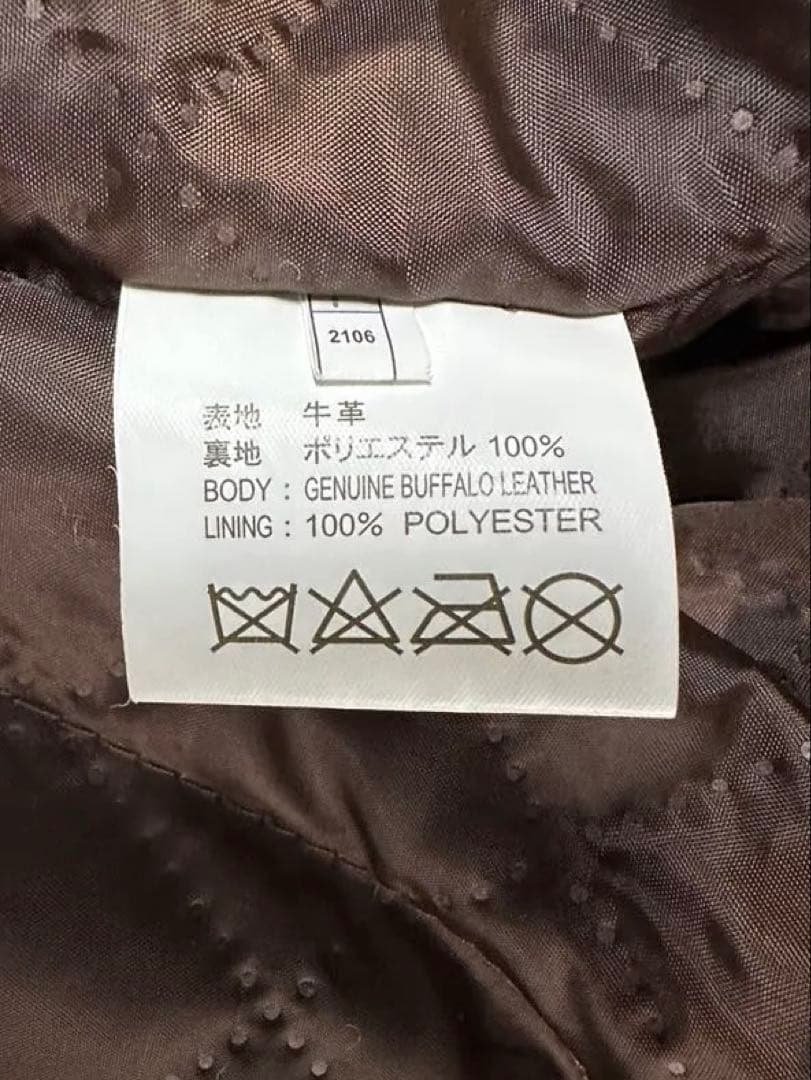 2106
表地 牛革
裏地 ポリエステル 100%
BODY : GENUINE BUFFALO LEATHER
LINING : 100% POLYESTER